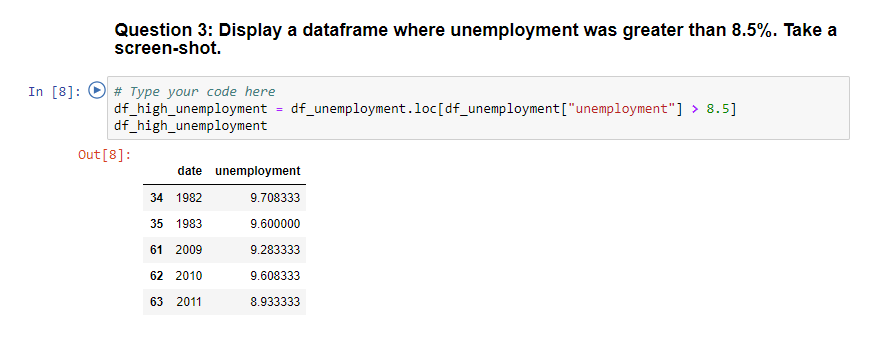 Question 3: Display a dataframe where unemployment was greater than 8.5%. Take a
screen-shot.
In [8]: # Type your code here
df_high_unemployment = df_unemployment.loc[df_unemployment["unemployment"] > 8.5]
df_high_unemployment
Out[8]:
date unemployment
34 1982 9.708333
35 1983 9.600000
61 2009 9.283333
62 2010 9.608333
63 2011 8.933333